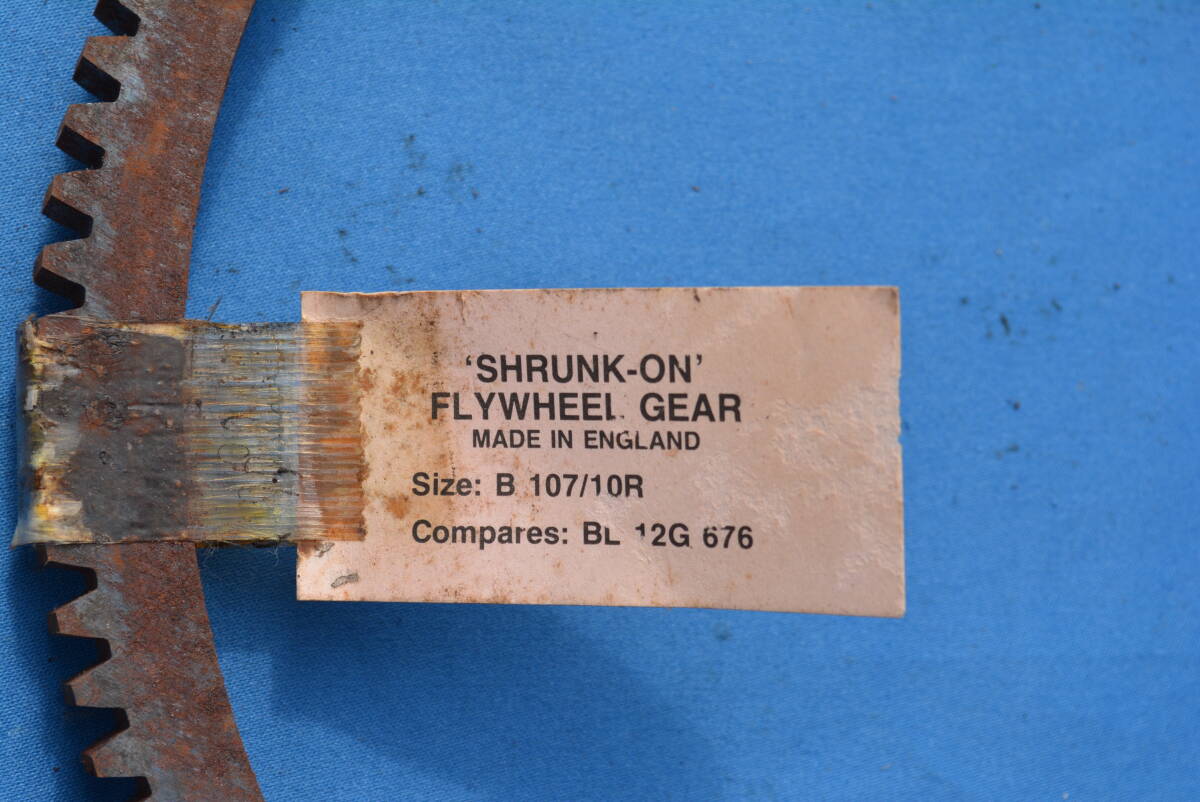 'SHRUNK-ON'
FLYWHEEL GEAR
MADE IN ENGLAND
Size: B 107/10R
Compares: BL 12G 676